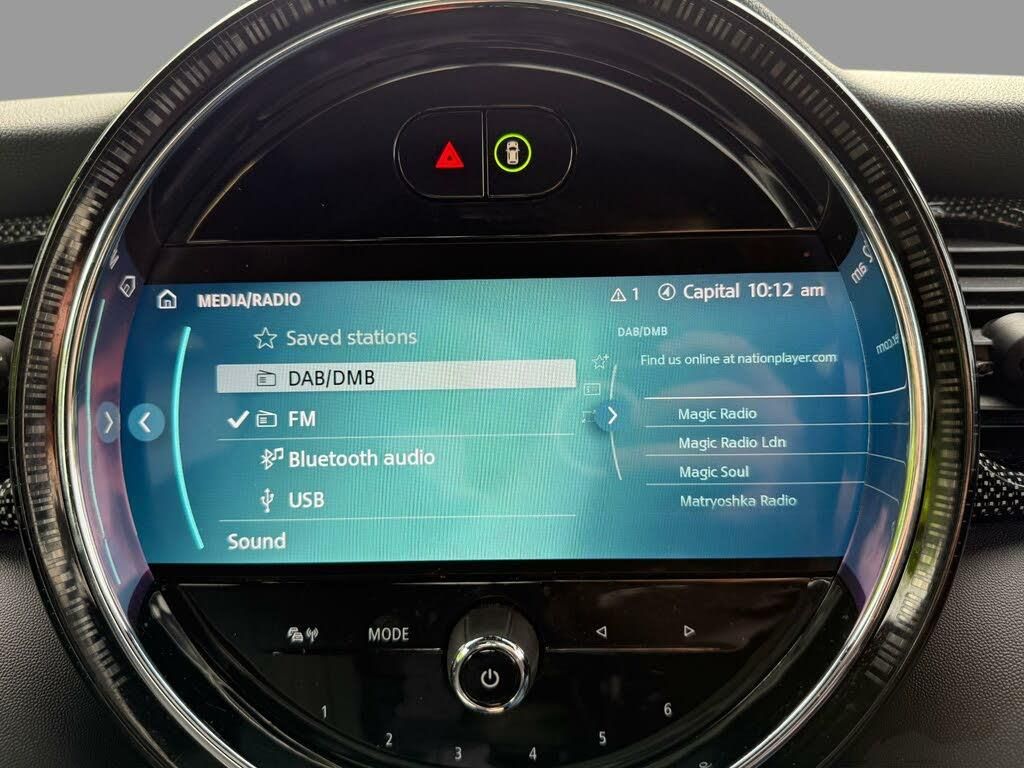 MEDIA/RADIO
1 Capital 10:12 am
Saved stations
DAB/DMB
FM
Bluetooth audio
USB
Sound
DAB/DMB
Find us online at nationplayer.com
Magic Radio
Magic Radio Ldn
Magic Soul
Matryoshka Radio
MODE
1
2
3
4
5
6